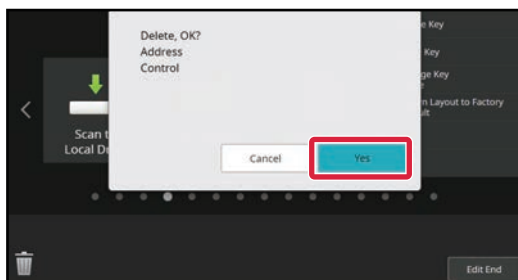 Delete, OK?
Address
Control
Cancel
Yes
Scan t
Local Dr
e Key
Key
ge Key
rn Layout to Factory
ult
Edit End